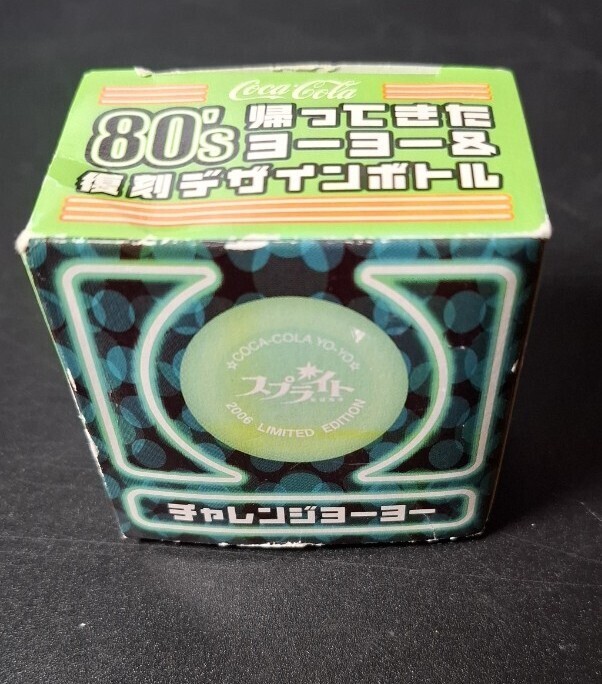 Coca-Cola
80's 帰ってきた
ヨーヨー&
復刻デザインボトル
☆COCA-COLA YO-YO☆
スプライト
2006 LIMITED EDITION
チャレンジヨーヨー